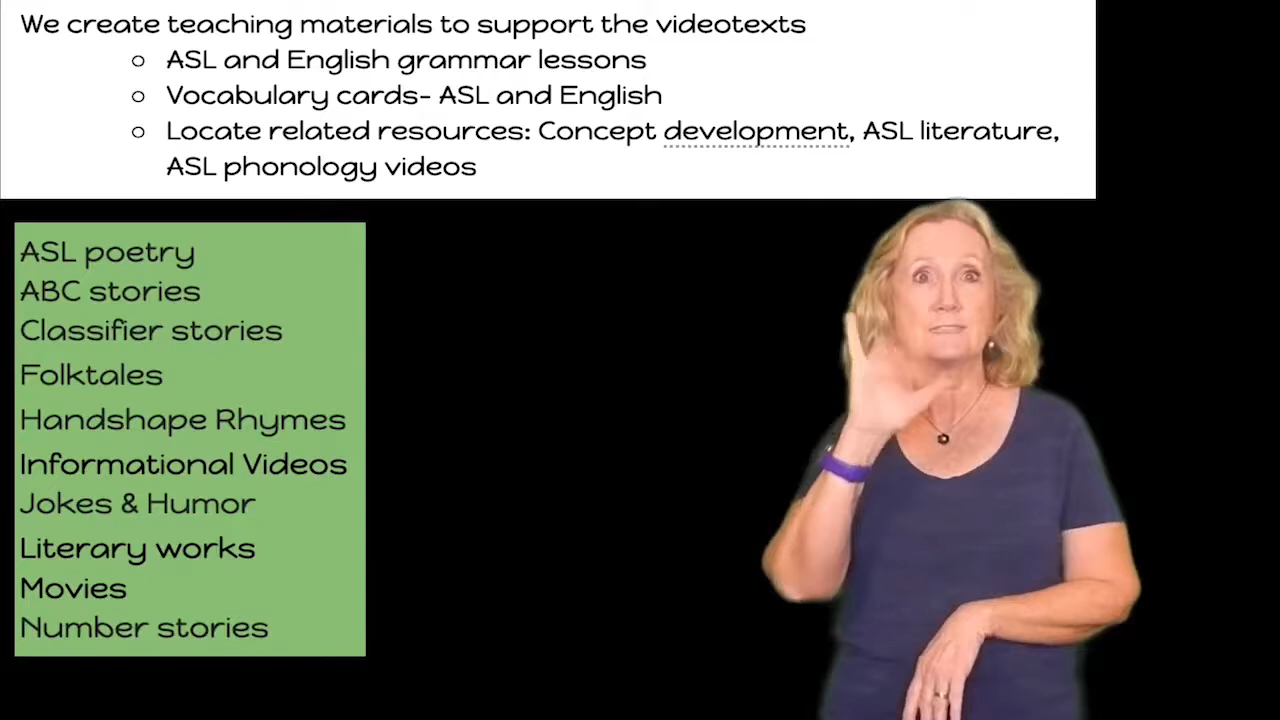 We create teaching materials to support the videotexts
○ ASL and English grammar lessons
○ Vocabulary cards- ASL and English
○ Locate related resources: Concept development, ASL literature,
ASL phonology videos
ASL poetry
ABC stories
Classifier stories
Folktales
Handshape Rhymes
Informational Videos
Jokes & Humor
Literary works
Movies
Number stories